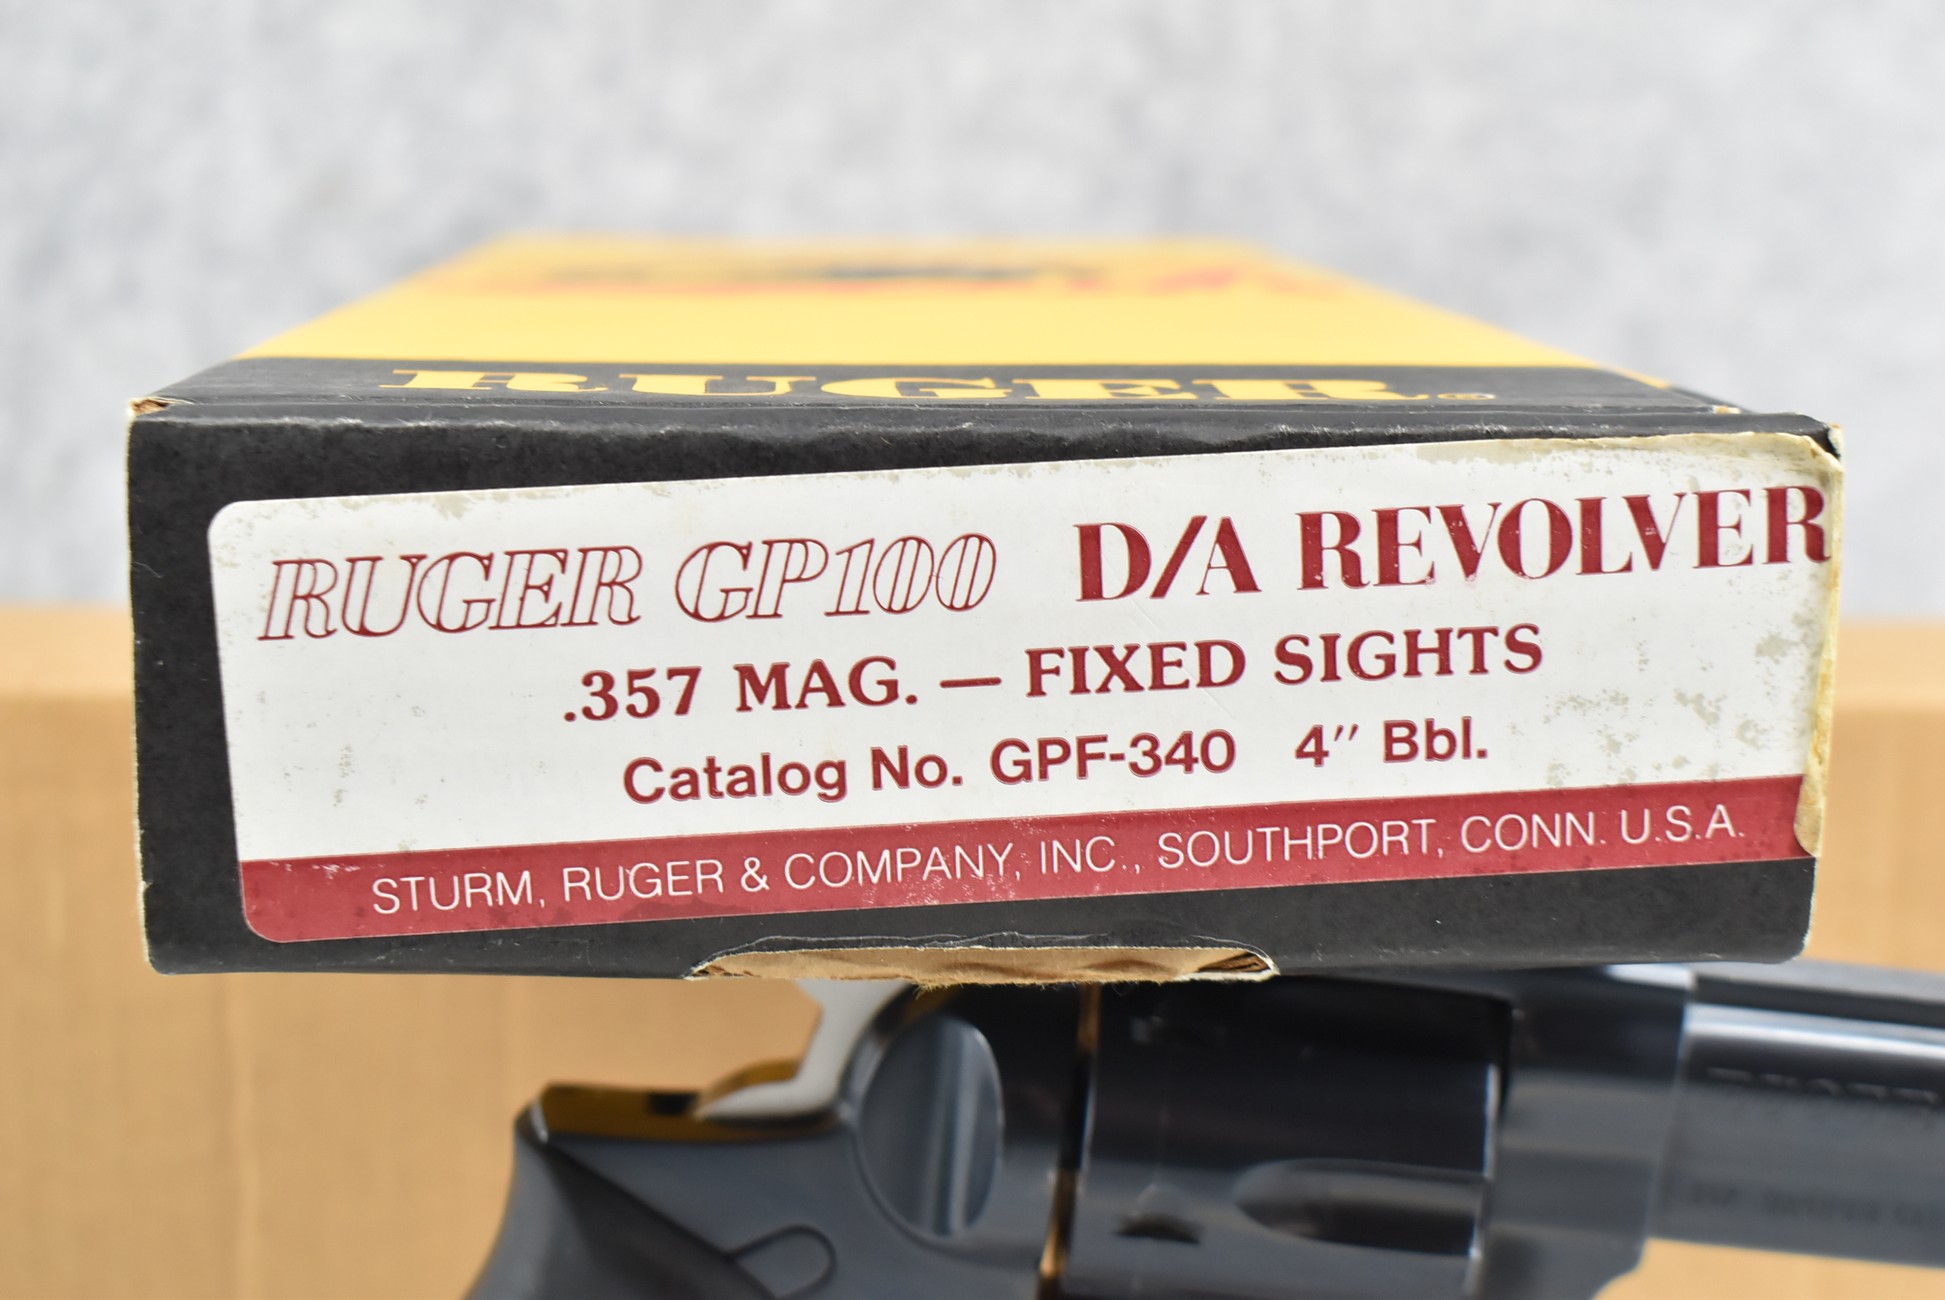 RUGER®
RUGER GP100 D/A REVOLVER
.357 MAG. — FIXED SIGHTS
Catalog No. GPF-340 4″ Bbl.
STURM, RUGER & COMPANY, INC., SOUTHPORT, CONN. U.S.A.